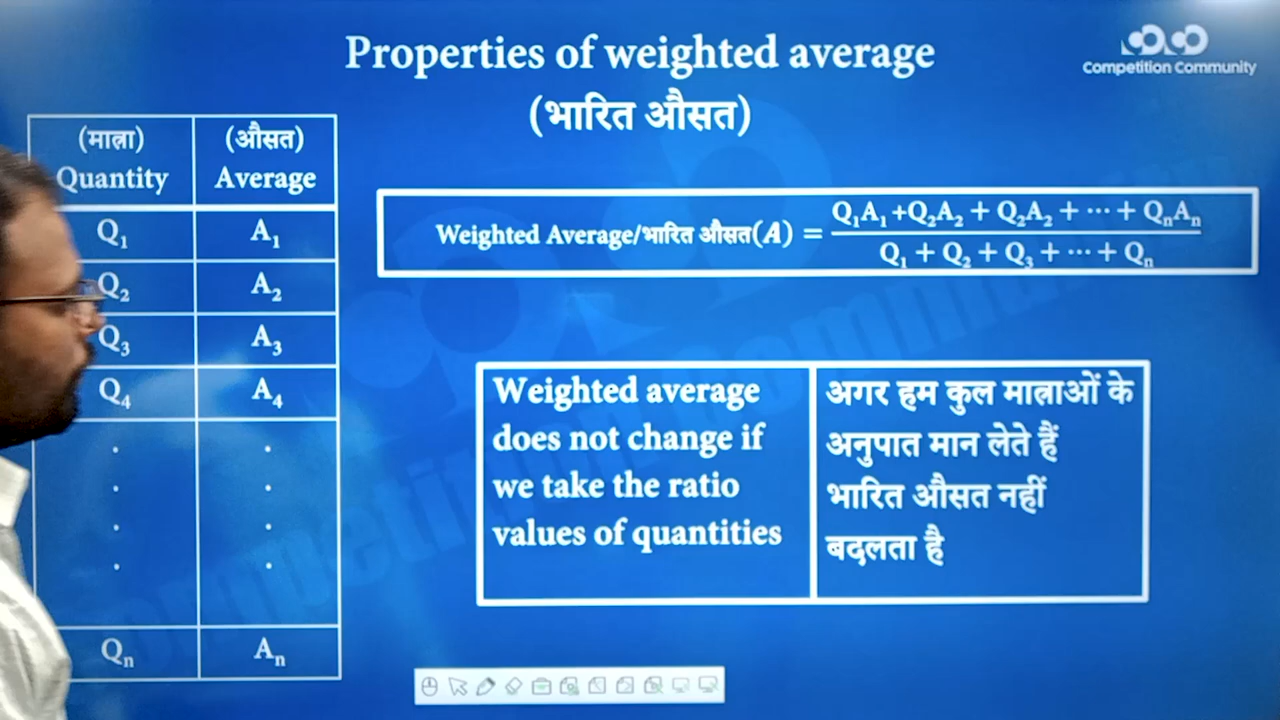 Properties of weighted average
(भारित औसत)
Competition Community
(मात्रा) (औसत)
Quantity Average
Q₁ A₁
Q₂ A₂
Q₃ A₃
Q₄ A₄
. .
. .
. .
. .
Qₙ Aₙ
Weighted Average/भारित औसत(A) = (Q₁A₁ +Q₂A₂ + Q₂A₂ + ⋯ + QₙAₙ) / (Q₁ + Q₂ + Q₃ + ⋯ + Qₙ)
Weighted average
does not change if
we take the ratio
values of quantities
अगर हम कुल मात्राओं के
अनुपात मान लेते हैं
भारित औसत नहीं
बदलता है